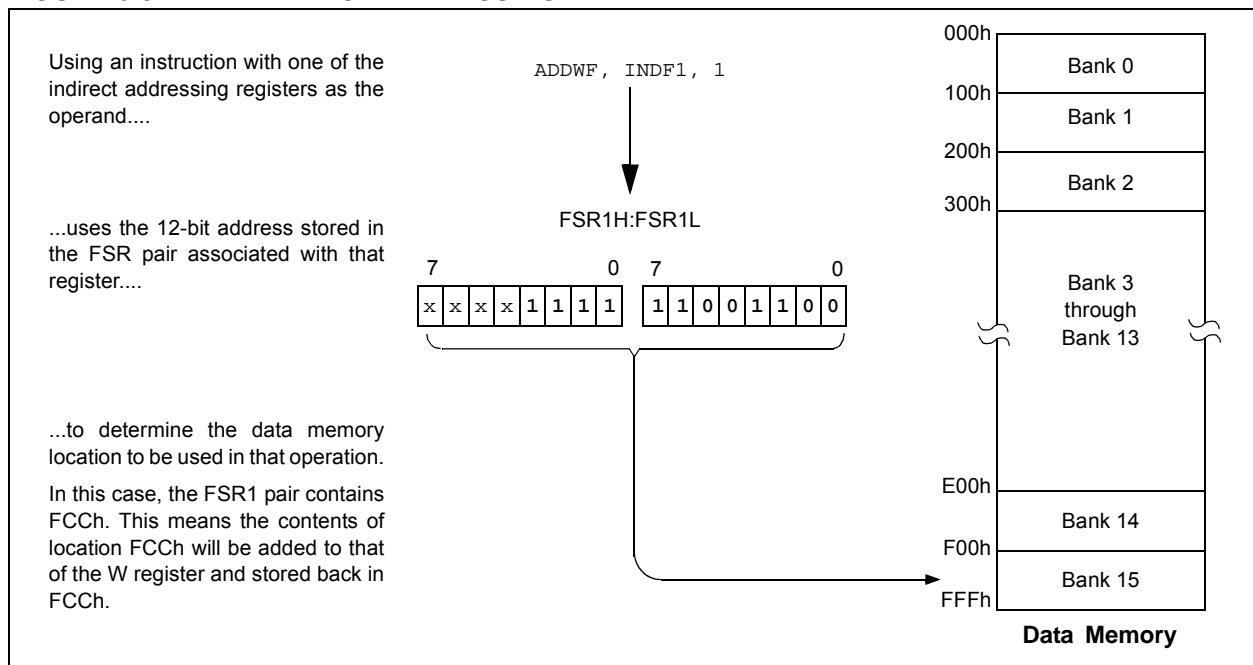 Using an instruction with one of the
indirect addressing registers as the
operand....
ADDWF, INDF1, 1
...uses the 12-bit address stored in
the FSR pair associated with that
register....
FSR1H:FSR1L
7 0 7 0
x x x x 1 1 1 1 1 1 0 0 1 1 0 0
...to determine the data memory
location to be used in that operation.
In this case, the FSR1 pair contains
FCCh. This means the contents of
location FCCh will be added to that
of the W register and stored back in
FCCh.
000h
Bank 0
100h
Bank 1
200h
Bank 2
300h
Bank 3
through
Bank 13
E00h
Bank 14
F00h
Bank 15
FFFh
Data Memory